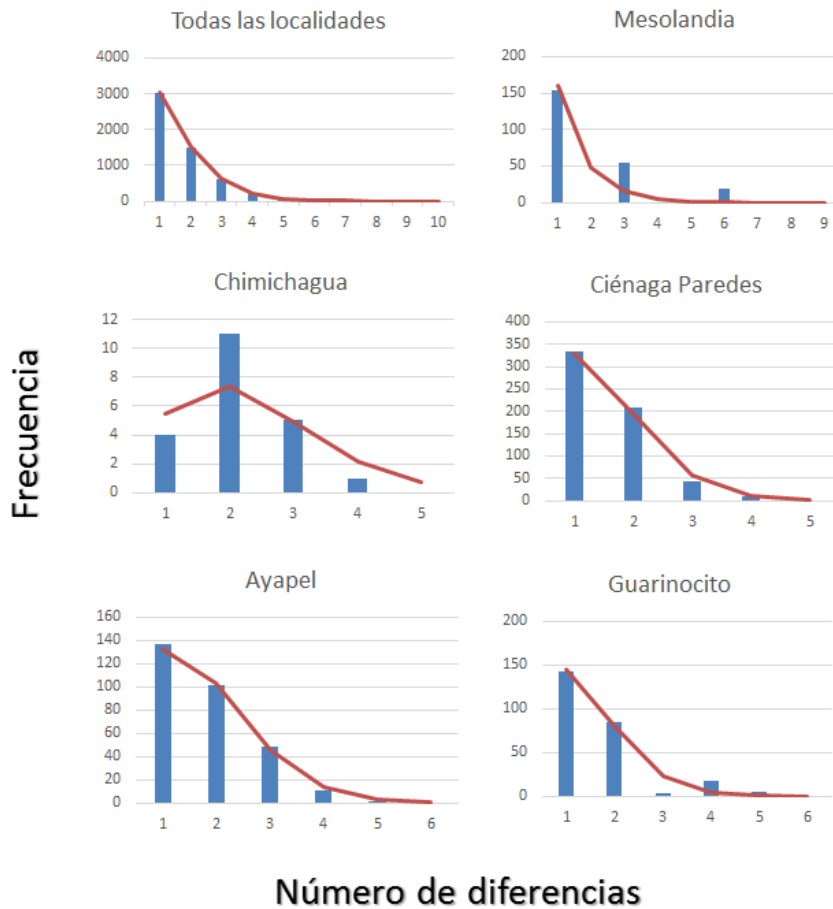 Todas las localidades
4000
3000
2000
1000
0
1 2 3 4 5 6 7 8 9 10
Mesolandia
200
150
100
50
0
1 2 3 4 5 6 7 8 9
Chimichagua
12
10
8
6
4
2
0
1 2 3 4 5
Ciénaga Paredes
400
350
300
250
200
150
100
50
0
1 2 3 4 5
Frecuencia
Ayapel
160
140
120
100
80
60
40
20
0
1 2 3 4 5 6
Guarinocito
200
150
100
50
0
1 2 3 4 5 6
Número de diferencias